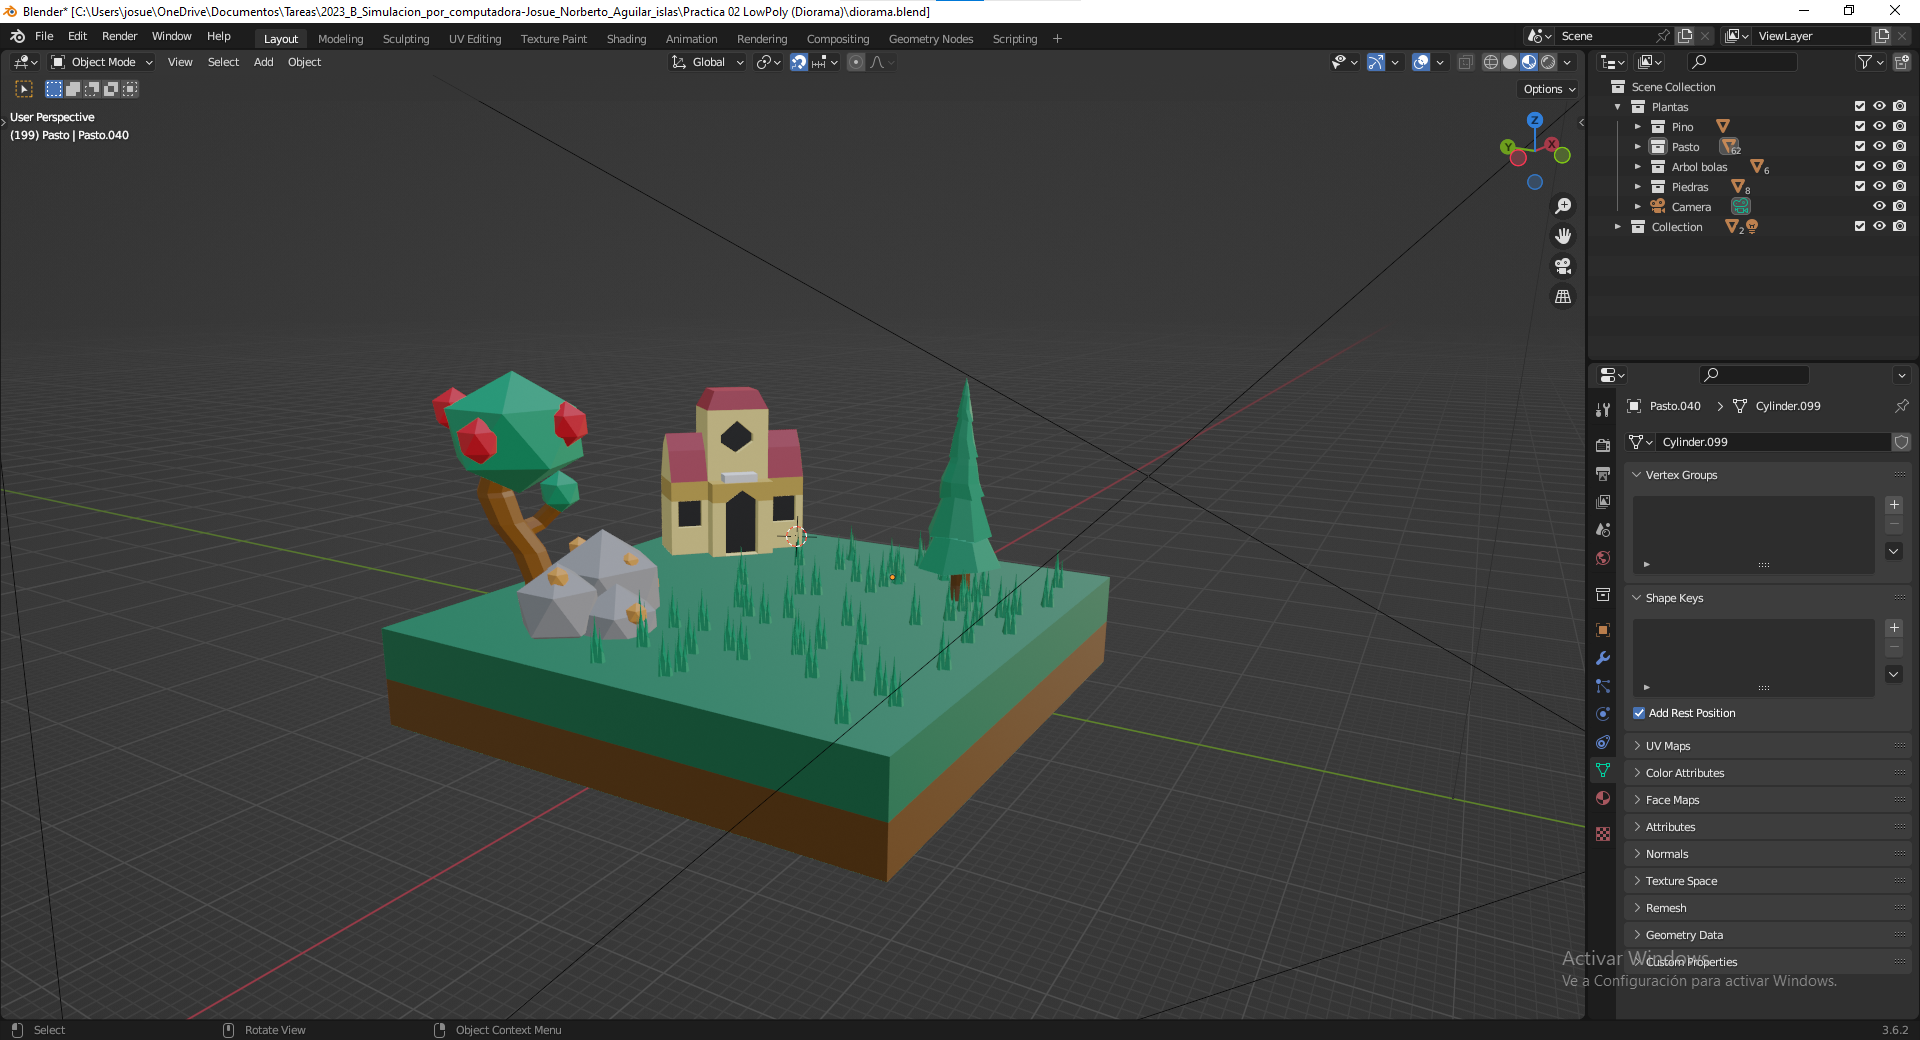 Blender* [C:\Users\josue\OneDrive\Documentos\Tareas\2023_B_Simulacion_por_computadora-Josue_Norberto_Aguilar_islas\Practica 02 LowPoly (Diorama)\diorama.blend]
File Edit Render Window Help Layout Modeling Sculpting UV Editing Texture Paint Shading Animation Rendering Compositing Geometry Nodes Scripting + Scene ViewLayer
Object Mode View Select Add Object Global
Options
User Perspective
(199) Pasto | Pasto.040
Z
Y X
Scene Collection
Plantas
Pino
Pasto 62
Arbol bolas 6
Piedras 8
Camera
Collection 2
Pasto.040 > Cylinder.099
Cylinder.099
Vertex Groups
Shape Keys
Add Rest Position
UV Maps
Color Attributes
Face Maps
Attributes
Normals
Texture Space
Remesh
Geometry Data
Custom Properties
Activar Windows
Ve a Configuración para activar Windows.
Select Rotate View Object Context Menu 3.6.2